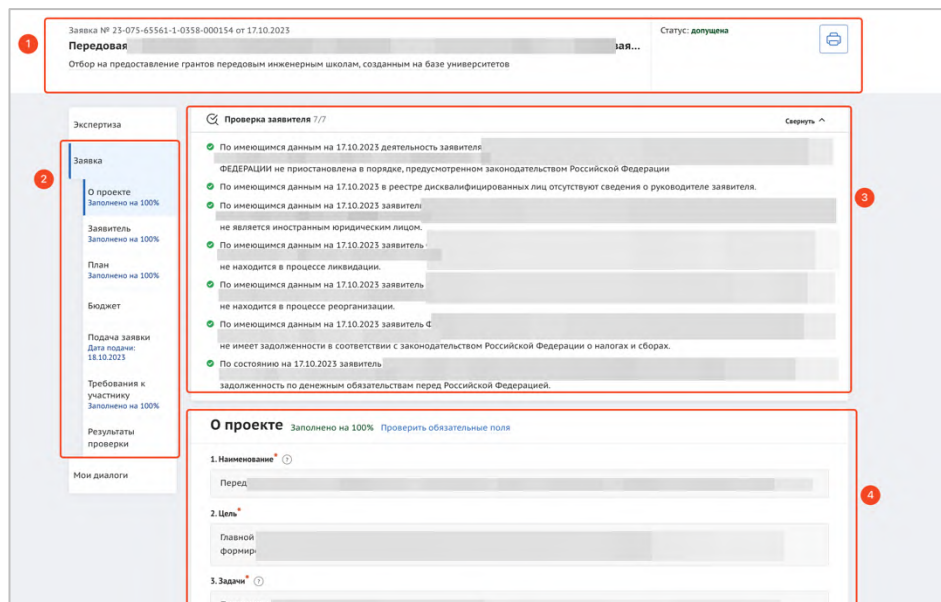 Заявка № 23-075-65561-1-0358-000154 от 17.10.2023
Статус: допущена
1
Передовая
ая...
Отбор на предоставление грантов передовым инженерным школам, созданным на базе университетов
Экспертиза
2
Заявка
О проекте
Заполнено на 100%
Заявитель
Заполнено на 100%
План
Заполнено на 100%
Бюджет
Подача заявки
Дата подачи:
18.10.2023
Требования к
участнику
Заполнено на 100%
Результаты
проверки
Мои диалоги
Проверка заявителя 7/7
Свернуть
По имеющимся данным на 17.10.2023 деятельность заявителя
ФЕДЕРАЦИИ не приостановлена в порядке, предусмотренном законодательством Российской Федерации
По имеющимся данным на 17.10.2023 в реестре дисквалифицированных лиц отсутствуют сведения о руководителе заявителя.
3
По имеющимся данным на 17.10.2023 заявитель
не является иностранным юридическим лицом.
По имеющимся данным на 17.10.2023 заявитель
не находится в процессе ликвидации.
По имеющимся данным на 17.10.2023 заявитель
не находится в процессе реорганизации.
По имеющимся данным на 17.10.2023 заявитель Ф
не имеет задолженности в соответствии с законодательством Российской Федерации о налогах и сборах.
По состоянию на 17.10.2023 заявитель
задолженность по денежным обязательствам перед Российской Федерацией.
О проекте Заполнено на 100% Проверить обязательные поля
1. Наименование* ?
Перед
4
2. Цель*
Главной
формиро
3. Задачи* ?